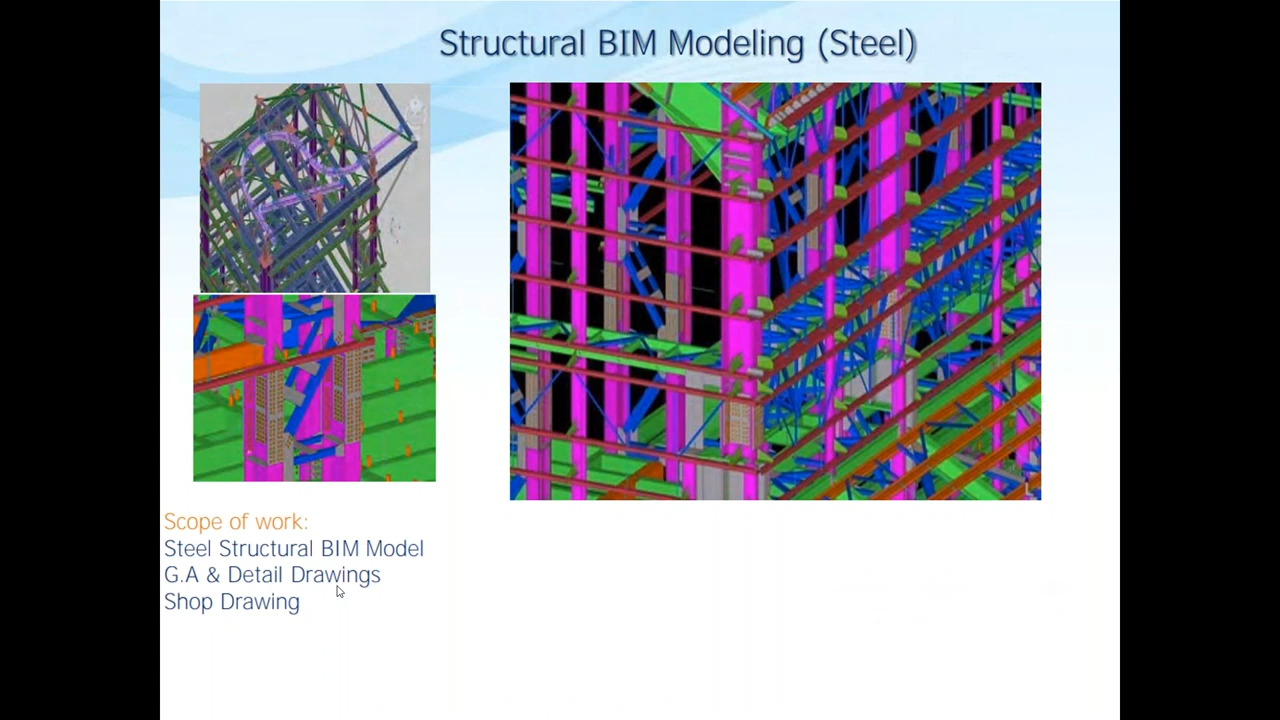 Structural BIM Modeling (Steel)
Scope of work:
Steel Structural BIM Model
G.A & Detail Drawings
Shop Drawing